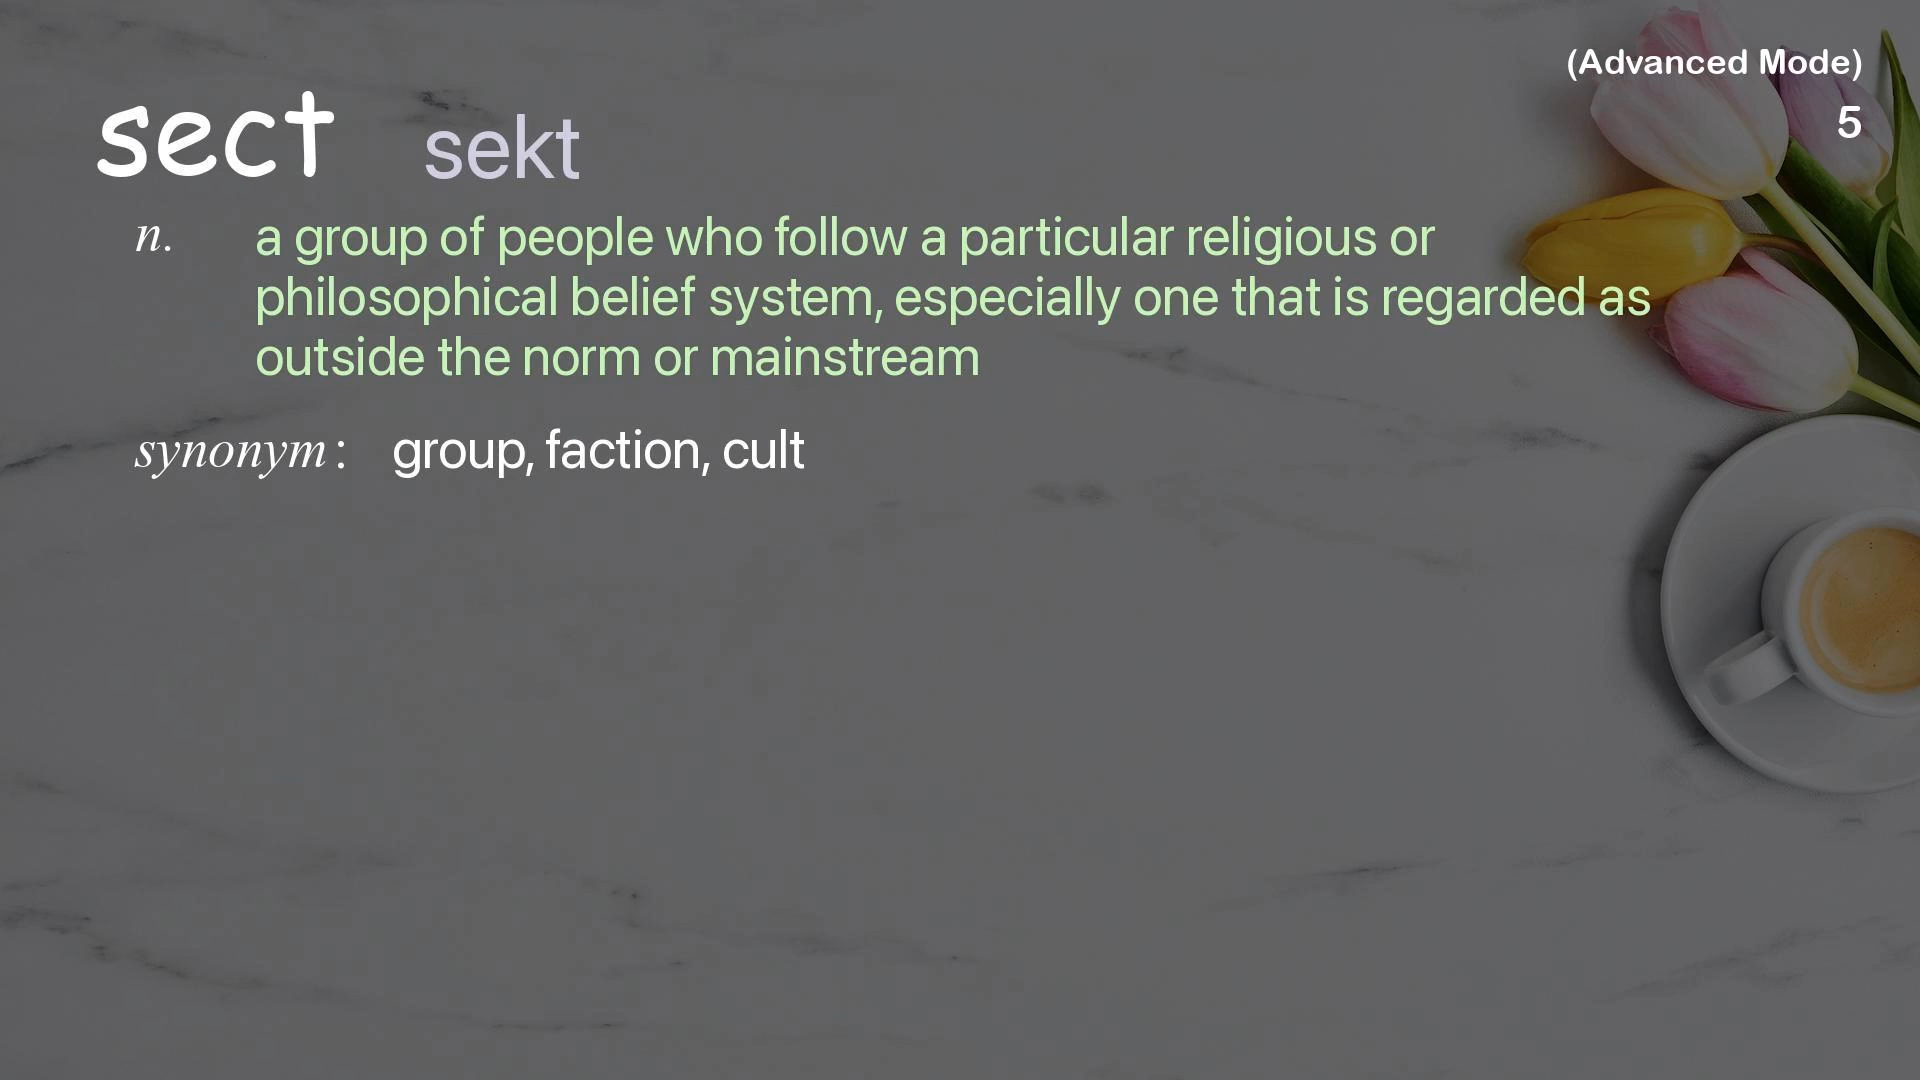 (Advanced Mode)
5
sect sekt
n. a group of people who follow a particular religious or
philosophical belief system, especially one that is regarded as
outside the norm or mainstream
synonym: group, faction, cult